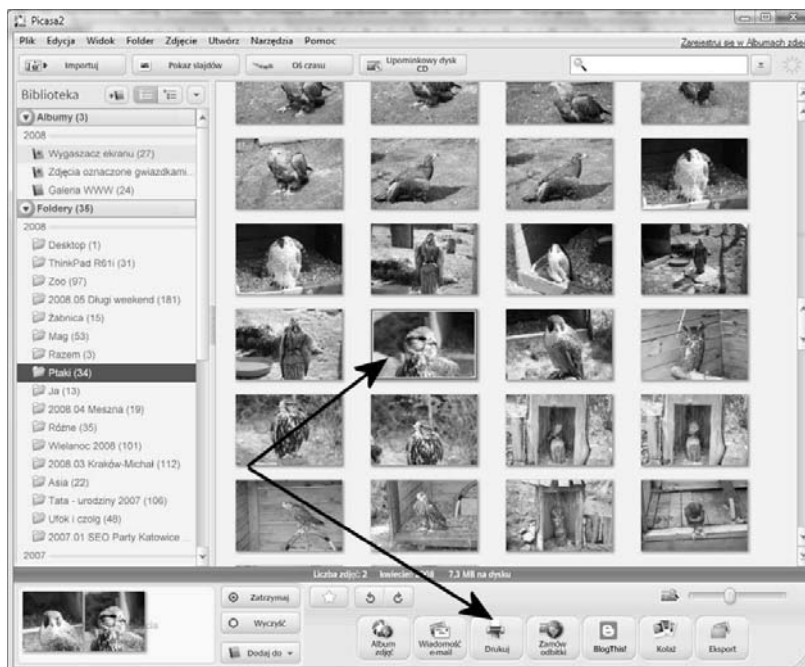 Picasa2
Plik Edycja Widok Folder Zdjęcie Utwórz Narzędzia Pomoc
Zarejestruj się w Albumach
Importuj
Pokaz slajdów
Oś czasu
Upominkowy dysk
CD
Biblioteka
Albumy (3)
2008
Wygaszacz ekranu (27)
Zdjęcia oznaczone gwiazdkami...
Galeria WWW (24)
Foldery (35)
2008
Desktop (1)
ThinkPad R61i (31)
Zoo (97)
2008.05 Długi weekend (181)
Żabnica (15)
Mag (53)
Razem (3)
Ptaki (34)
Ja (13)
2008.04 Meszna (19)
Różne (35)
Wielanoc 2008 (101)
2008.03 Kraków-Michał (112)
Asia (22)
Tata - urodziny 2007 (106)
Ufok i czolg (48)
2007.01 SEO Party Katowice ...
2007
Liczba zdjęć: 2 kwiecień 2008 7.3 MB na dysku
Zatrzymaj
Wyczyść
Dodaj do
Album
zdjęć
Wiadomość
e-mail
Drukuj
Zamów
odbitki
BlogThis!
Kolaż
Eksport